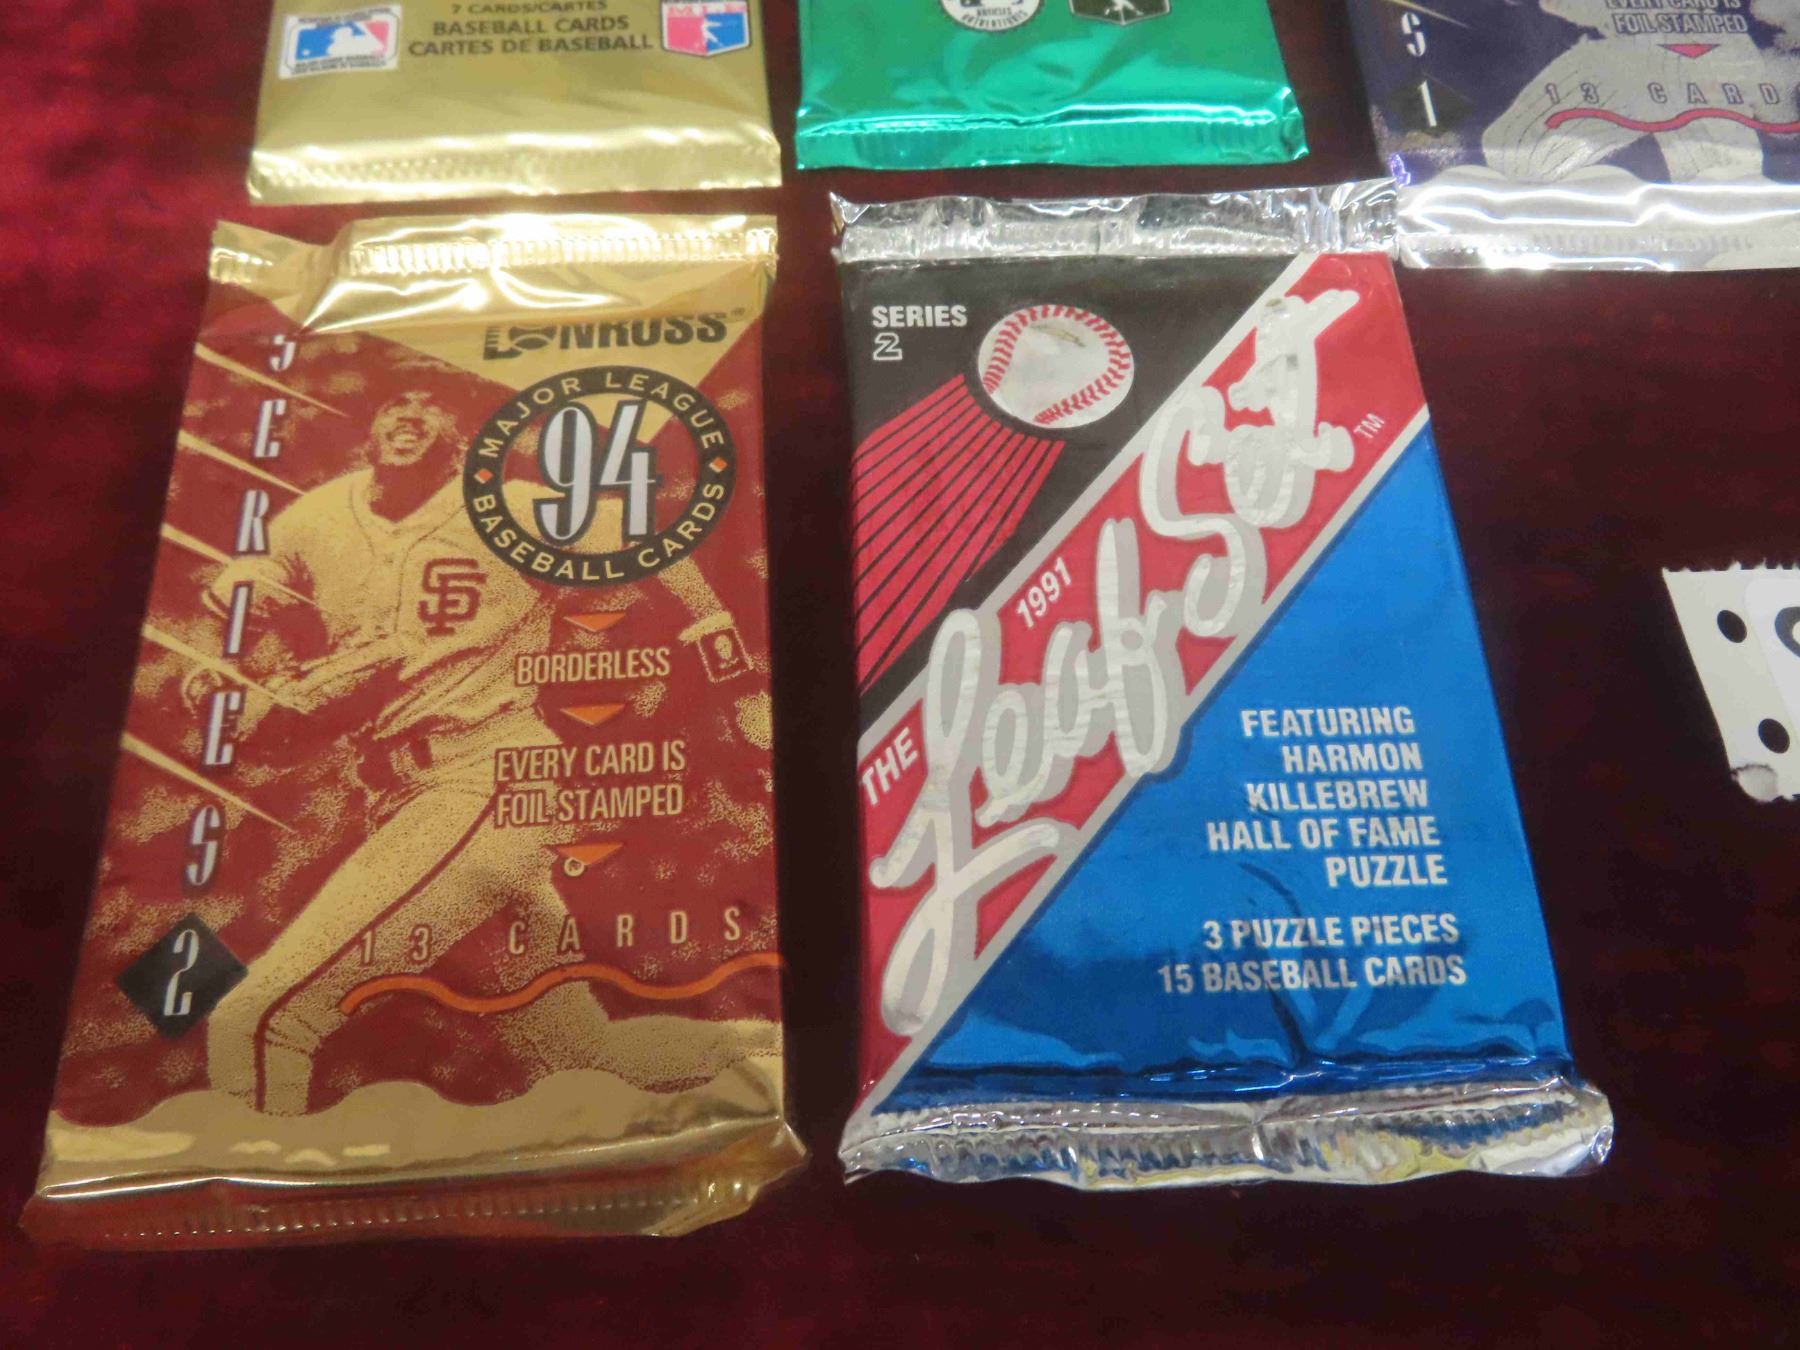 7 CARDS/CARTES
BASEBALL CARDS
CARTES DE BASEBALL
S
1
EVERY CARD IS
FOIL STAMPED
13 CARD
SERIES
2
DONRUSS®
MAJOR LEAGUE
94
BASEBALL CARDS
SF
BORDERLESS
EVERY CARD IS
FOIL STAMPED
13 CARDS
SERIES
2
THE
1991
Leaf Set
TM
FEATURING
HARMON
KILLEBREW
HALL OF FAME
PUZZLE
3 PUZZLE PIECES
15 BASEBALL CARDS